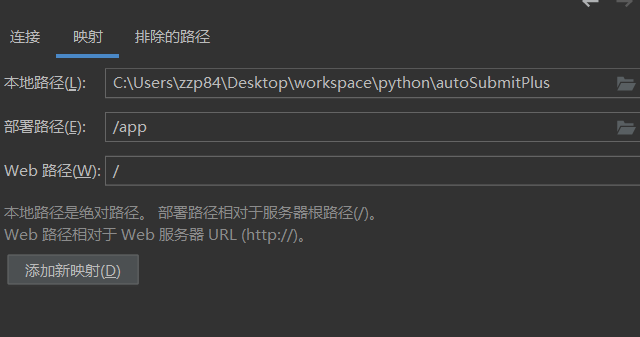 连接 映射 排除的路径
本地路径(L): C:\Users\zzp84\Desktop\workspace\python\autoSubmitPlus
部署路径(E): /app
Web 路径(W): /
本地路径是绝对路径。 部署路径相对于服务器根路径(/)。
Web 路径相对于 Web 服务器 URL (http://)。
添加新映射(D)